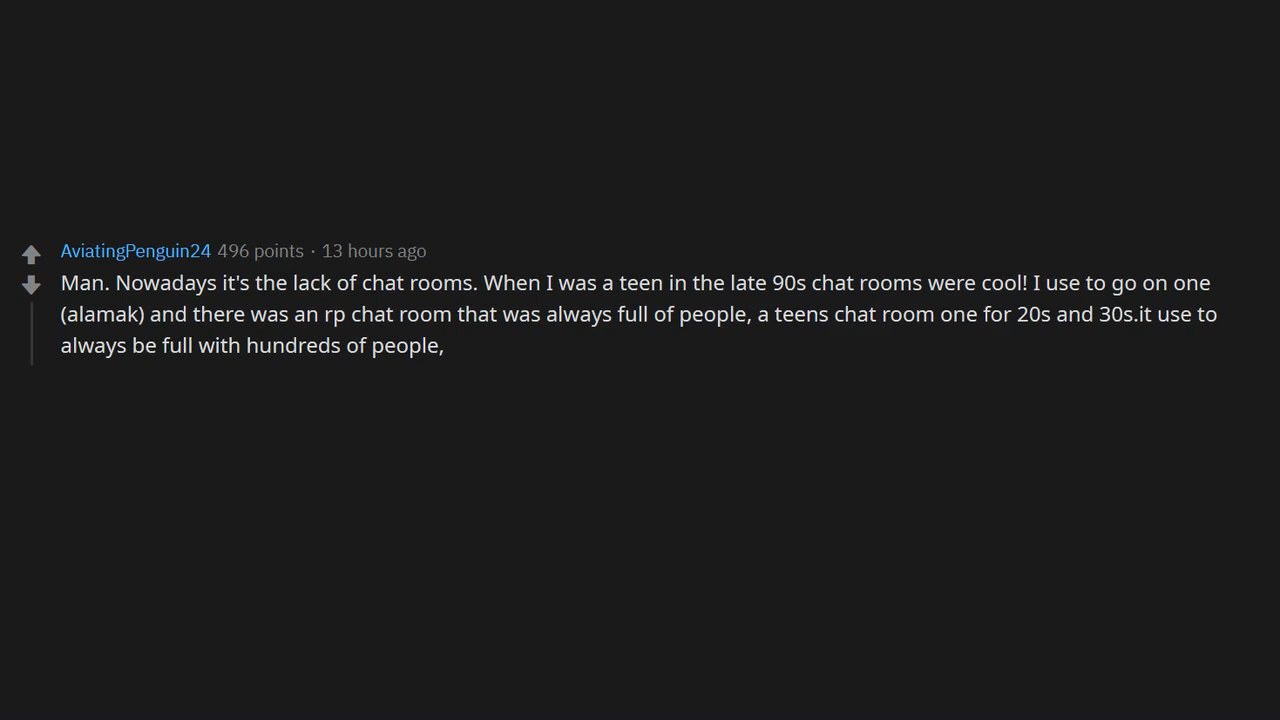 AviatingPenguin24 496 points · 13 hours ago
Man. Nowadays it's the lack of chat rooms. When I was a teen in the late 90s chat rooms were cool! I use to go on one
(alamak) and there was an rp chat room that was always full of people, a teens chat room one for 20s and 30s.it use to
always be full with hundreds of people,